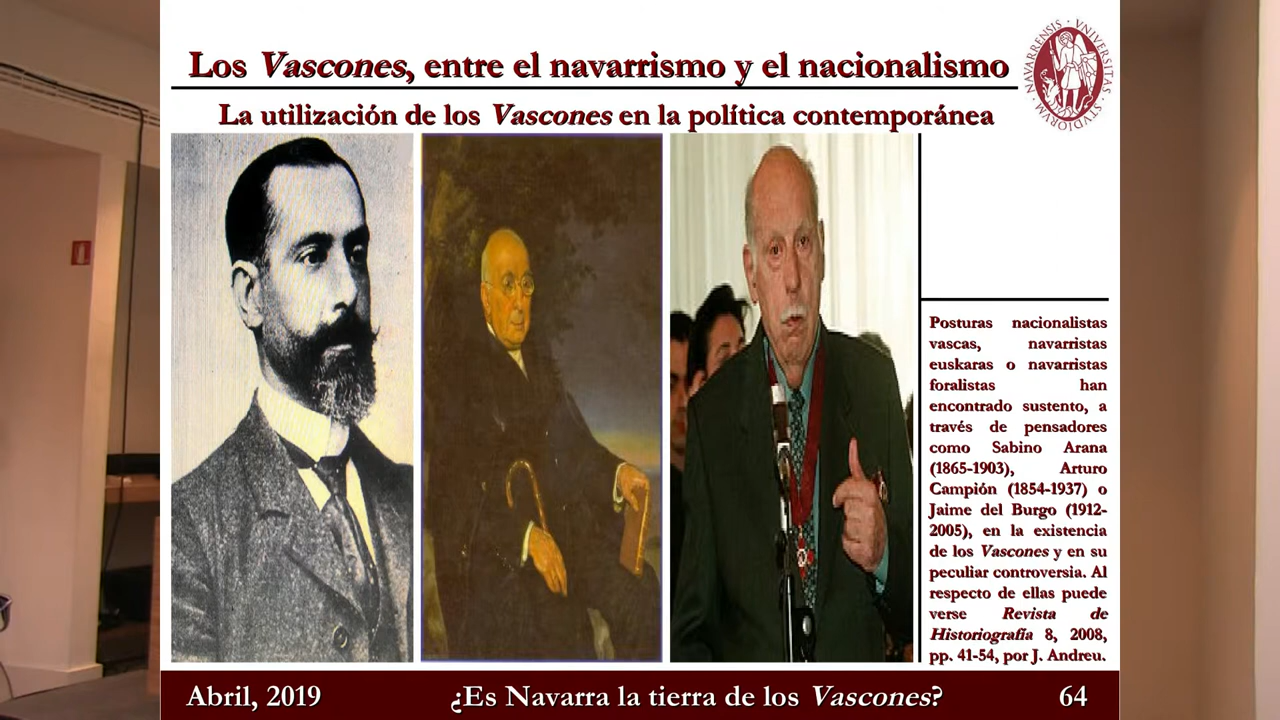 Los Vascones, entre el navarrismo y el nacionalismo
La utilización de los Vascones en la política contemporánea
NAVARRENSIS · VNIVERSITAS · STVDIORVM
Posturas nacionalistas
vascas, navarristas
euskaras o navarristas
foralistas han
encontrado sustento, a
través de pensadores
como Sabino Arana
(1865-1903), Arturo
Campión (1854-1937) o
Jaime del Burgo (1912-
2005), en la existencia
de los Vascones y en su
peculiar controversia. Al
respecto de ellas puede
verse Revista de
Historiografía 8, 2008,
pp. 41-54, por J. Andreu.
Abril, 2019
¿Es Navarra la tierra de los Vascones?
64